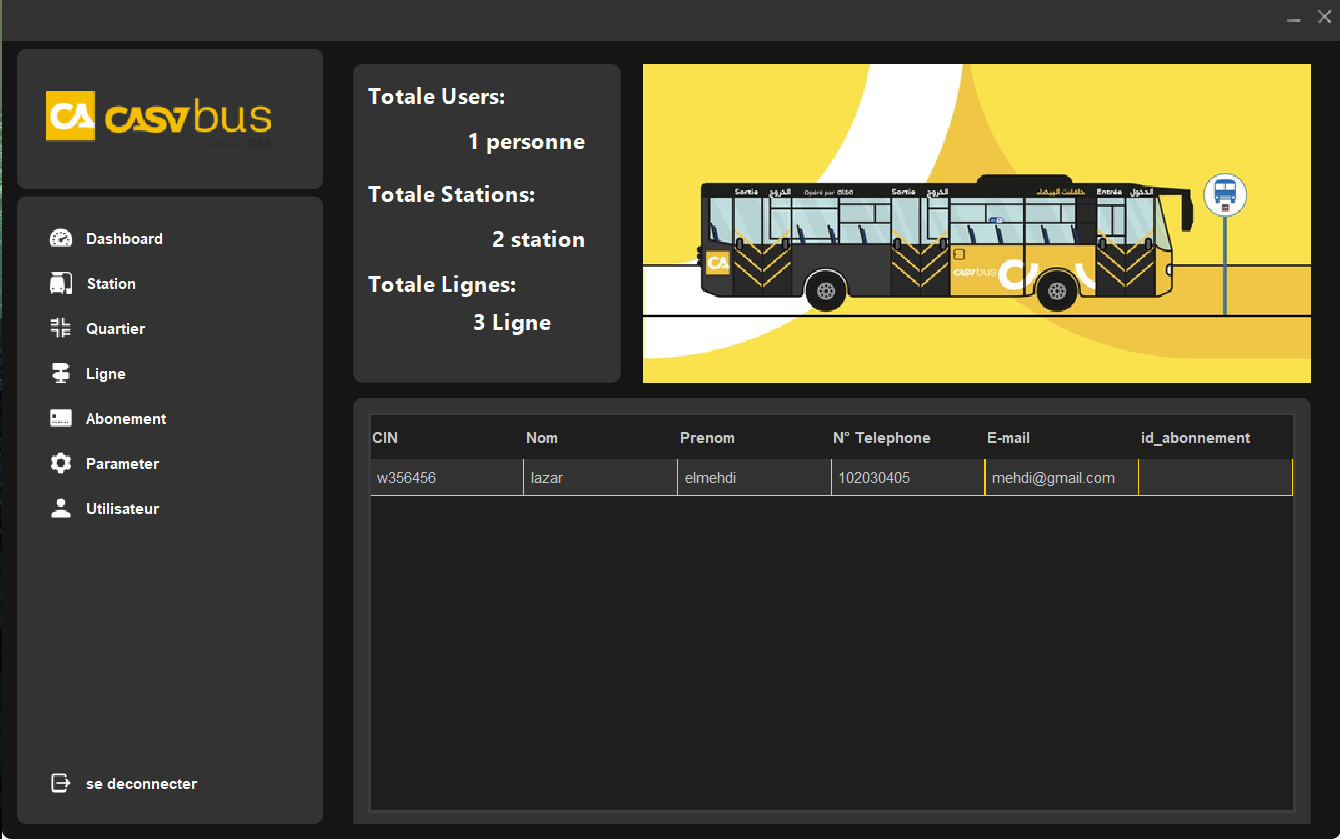 CA CASABUS
Dashboard
Station
Quartier
Ligne
Abonement
Parameter
Utilisateur
se deconnecter
Totale Users:
1 personne
Totale Stations:
2 station
Totale Lignes:
3 Ligne
Sortie الخروج Opéré par alsa Sortie الخروج حافلات البيضاء Entrée الدخول
CA
CASABUS CA
CIN Nom Prenom N° Telephone E-mail id_abonnement
w356456 lazar elmehdi 102030405 mehdi@gmail.com